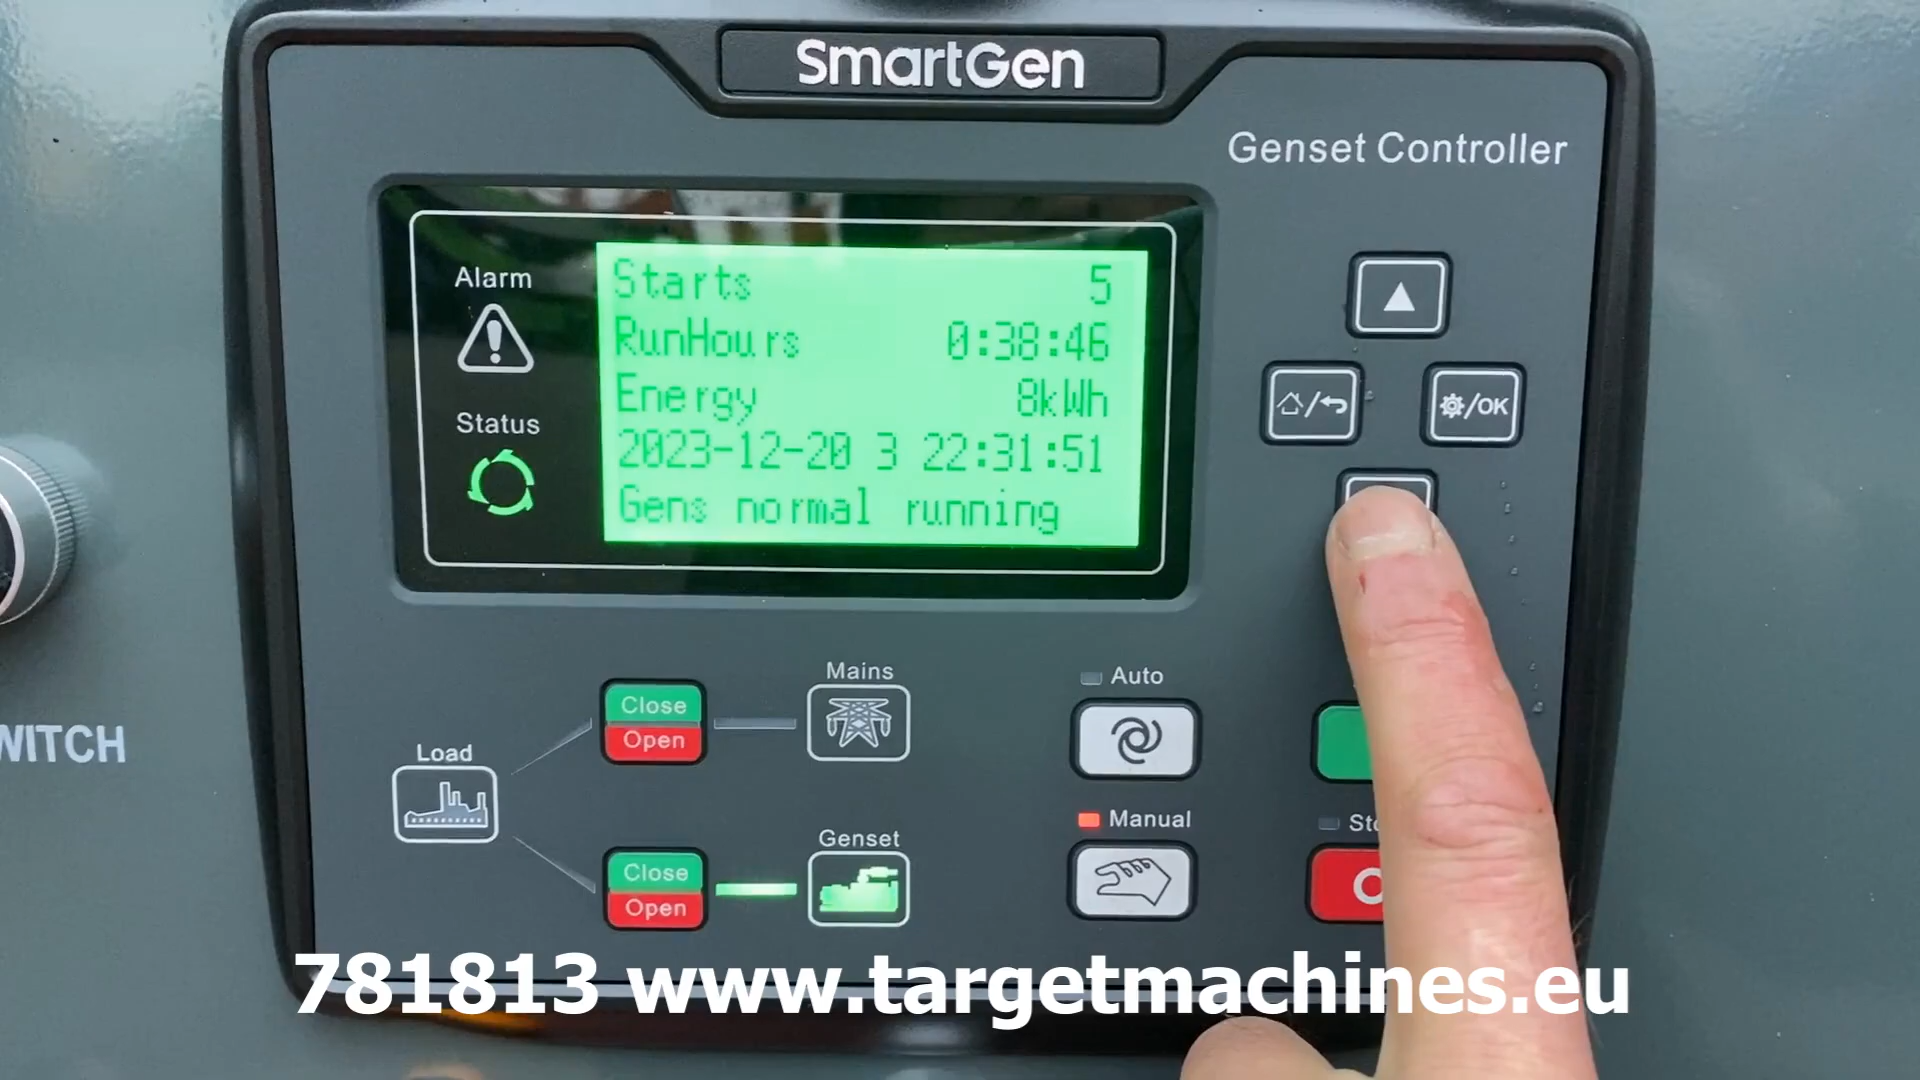 SmartGen
Genset Controller
Alarm
Status
Starts 5
RunHours 0:38:46
Energy 8kWh
2023-12-20 3 22:31:51
Gens normal running
/OK
WITCH
Mains
Close
Open
Load
Auto
Manual
Genset
Close
Open
781813 www.targetmachines.eu